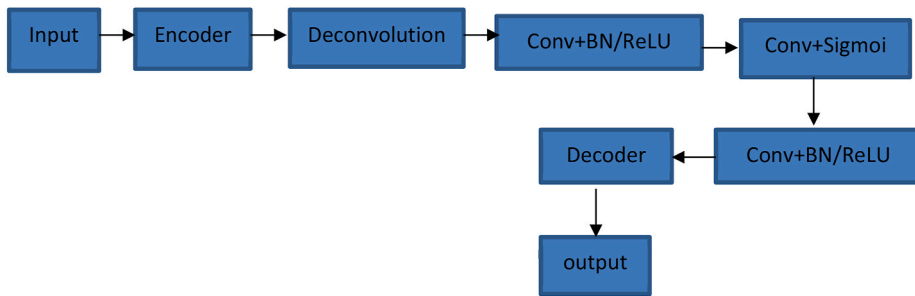 Input
Encoder
Deconvolution
Conv+BN/ReLU
Conv+Sigmoi
Conv+BN/ReLU
Decoder
output